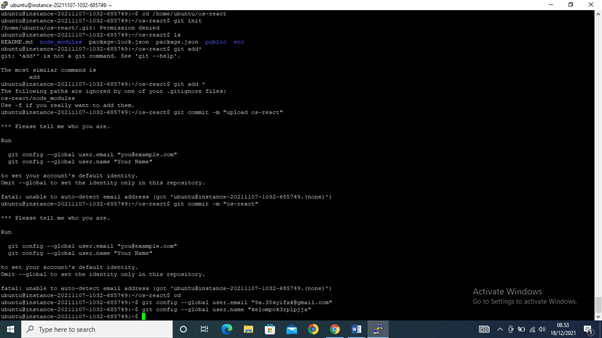 ubuntu@instance-20211107-1032-685749: ~
ubuntu@instance-20211107-1032-685749:~$ cd /home/ubuntu/os-react
ubuntu@instance-20211107-1032-685749:~/os-react$ git init
/home/ubuntu/os-react/.git: Permission denied
ubuntu@instance-20211107-1032-685749:~/os-react$ ls
README.md node_modules package-lock.json package.json public src
ubuntu@instance-20211107-1032-685749:~/os-react$ git add*
git: 'add*' is not a git command. See 'git --help'.
The most similar command is
add
ubuntu@instance-20211107-1032-685749:~/os-react$ git add *
The following paths are ignored by one of your .gitignore files:
os-react/node_modules
Use -f if you really want to add them.
ubuntu@instance-20211107-1032-685749:~/os-react$ git commit -m "upload os-react"
*** Please tell me who you are.
Run
git config --global user.email "you@example.com"
git config --global user.name "Your Name"
to set your account's default identity.
Omit --global to set the identity only in this repository.
fatal: unable to auto-detect email address (got 'ubuntu@instance-20211107-1032-685749.(none)')
ubuntu@instance-20211107-1032-685749:~/os-react$ git commit -m "os-react"
*** Please tell me who you are.
Run
git config --global user.email "you@example.com"
git config --global user.name "Your Name"
to set your account's default identity.
Omit --global to set the identity only in this repository.
fatal: unable to auto-detect email address (got 'ubuntu@instance-20211107-1032-685749.(none)')
ubuntu@instance-20211107-1032-685749:~/os-react$ cd
ubuntu@instance-20211107-1032-685749:~$ git config --global user.email "9a.35syifak@gmail.com"
ubuntu@instance-20211107-1032-685749:~$ git config --global user.name "kelompok3rplpjja"
ubuntu@instance-20211107-1032-685749:~$
Activate Windows
Go to Settings to activate Windows.
Type here to search
08.53
18/12/2021